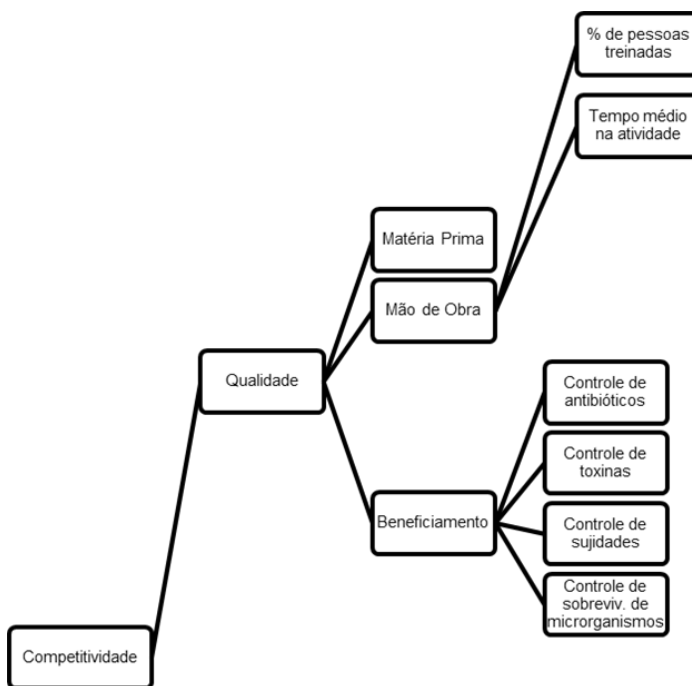 % de pessoas
treinadas
Tempo médio
na atividade
Matéria Prima
Mão de Obra
Qualidade
Controle de
antibióticos
Controle de
toxinas
Beneficiamento
Controle de
sujidades
Controle de
sobreviv. de
microrganismos
Competitividade